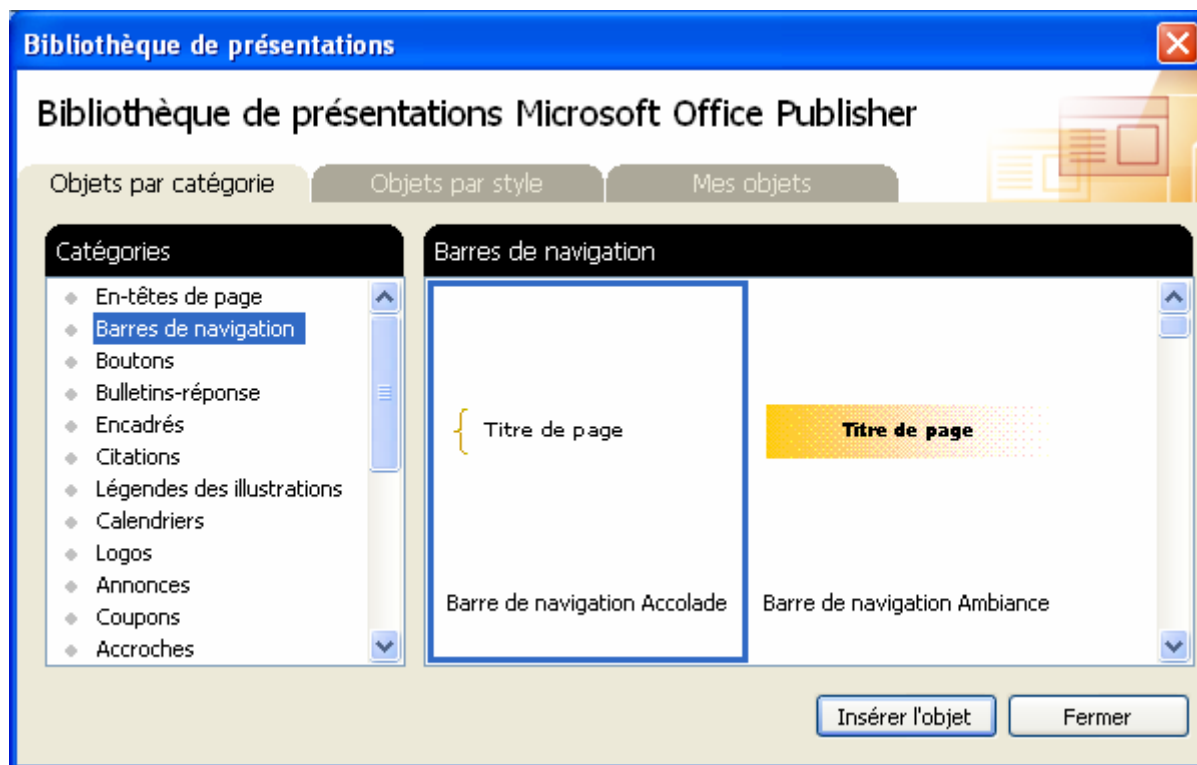 Bibliothèque de présentations
Bibliothèque de présentations Microsoft Office Publisher
Objets par catégorie
Objets par style
Mes objets
Catégories
En-têtes de page
Barres de navigation
Boutons
Bulletins-réponse
Encadrés
Citations
Légendes des illustrations
Calendriers
Logos
Annonces
Coupons
Accroches
Barres de navigation
Titre de page
Titre de page
Barre de navigation Accolade
Barre de navigation Ambiance
Insérer l'objet
Fermer